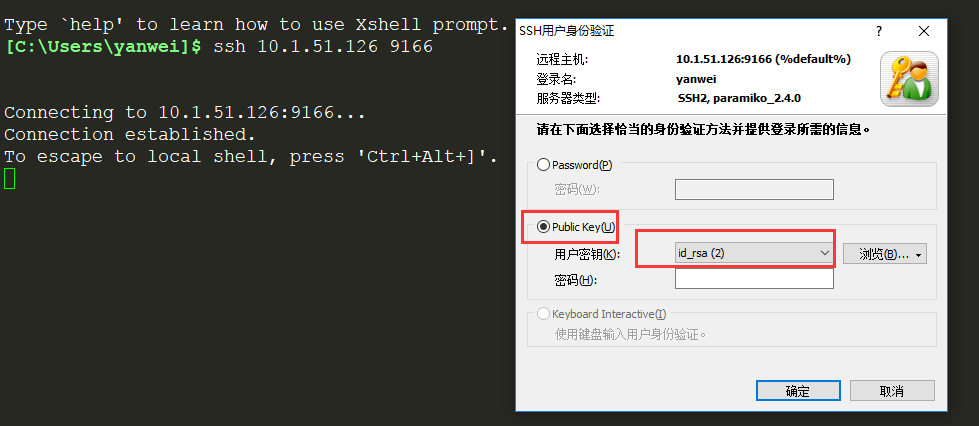 Type `help' to learn how to use Xshell prompt.
[C:\Users\yanwei]$ ssh 10.1.51.126 9166
Connecting to 10.1.51.126:9166...
Connection established.
To escape to local shell, press 'Ctrl+Alt+]'.
SSH用户身份验证
?
远程主机: 10.1.51.126:9166 (%default%)
登录名: yanwei
服务器类型: SSH2, paramiko_2.4.0
请在下面选择恰当的身份验证方法并提供登录所需的信息。
Password(P)
密码(W):
Public Key(U)
用户密钥(K): id_rsa (2) 浏览(B)...
密码(H):
Keyboard Interactive(I)
使用键盘输入用户身份验证。
确定 取消